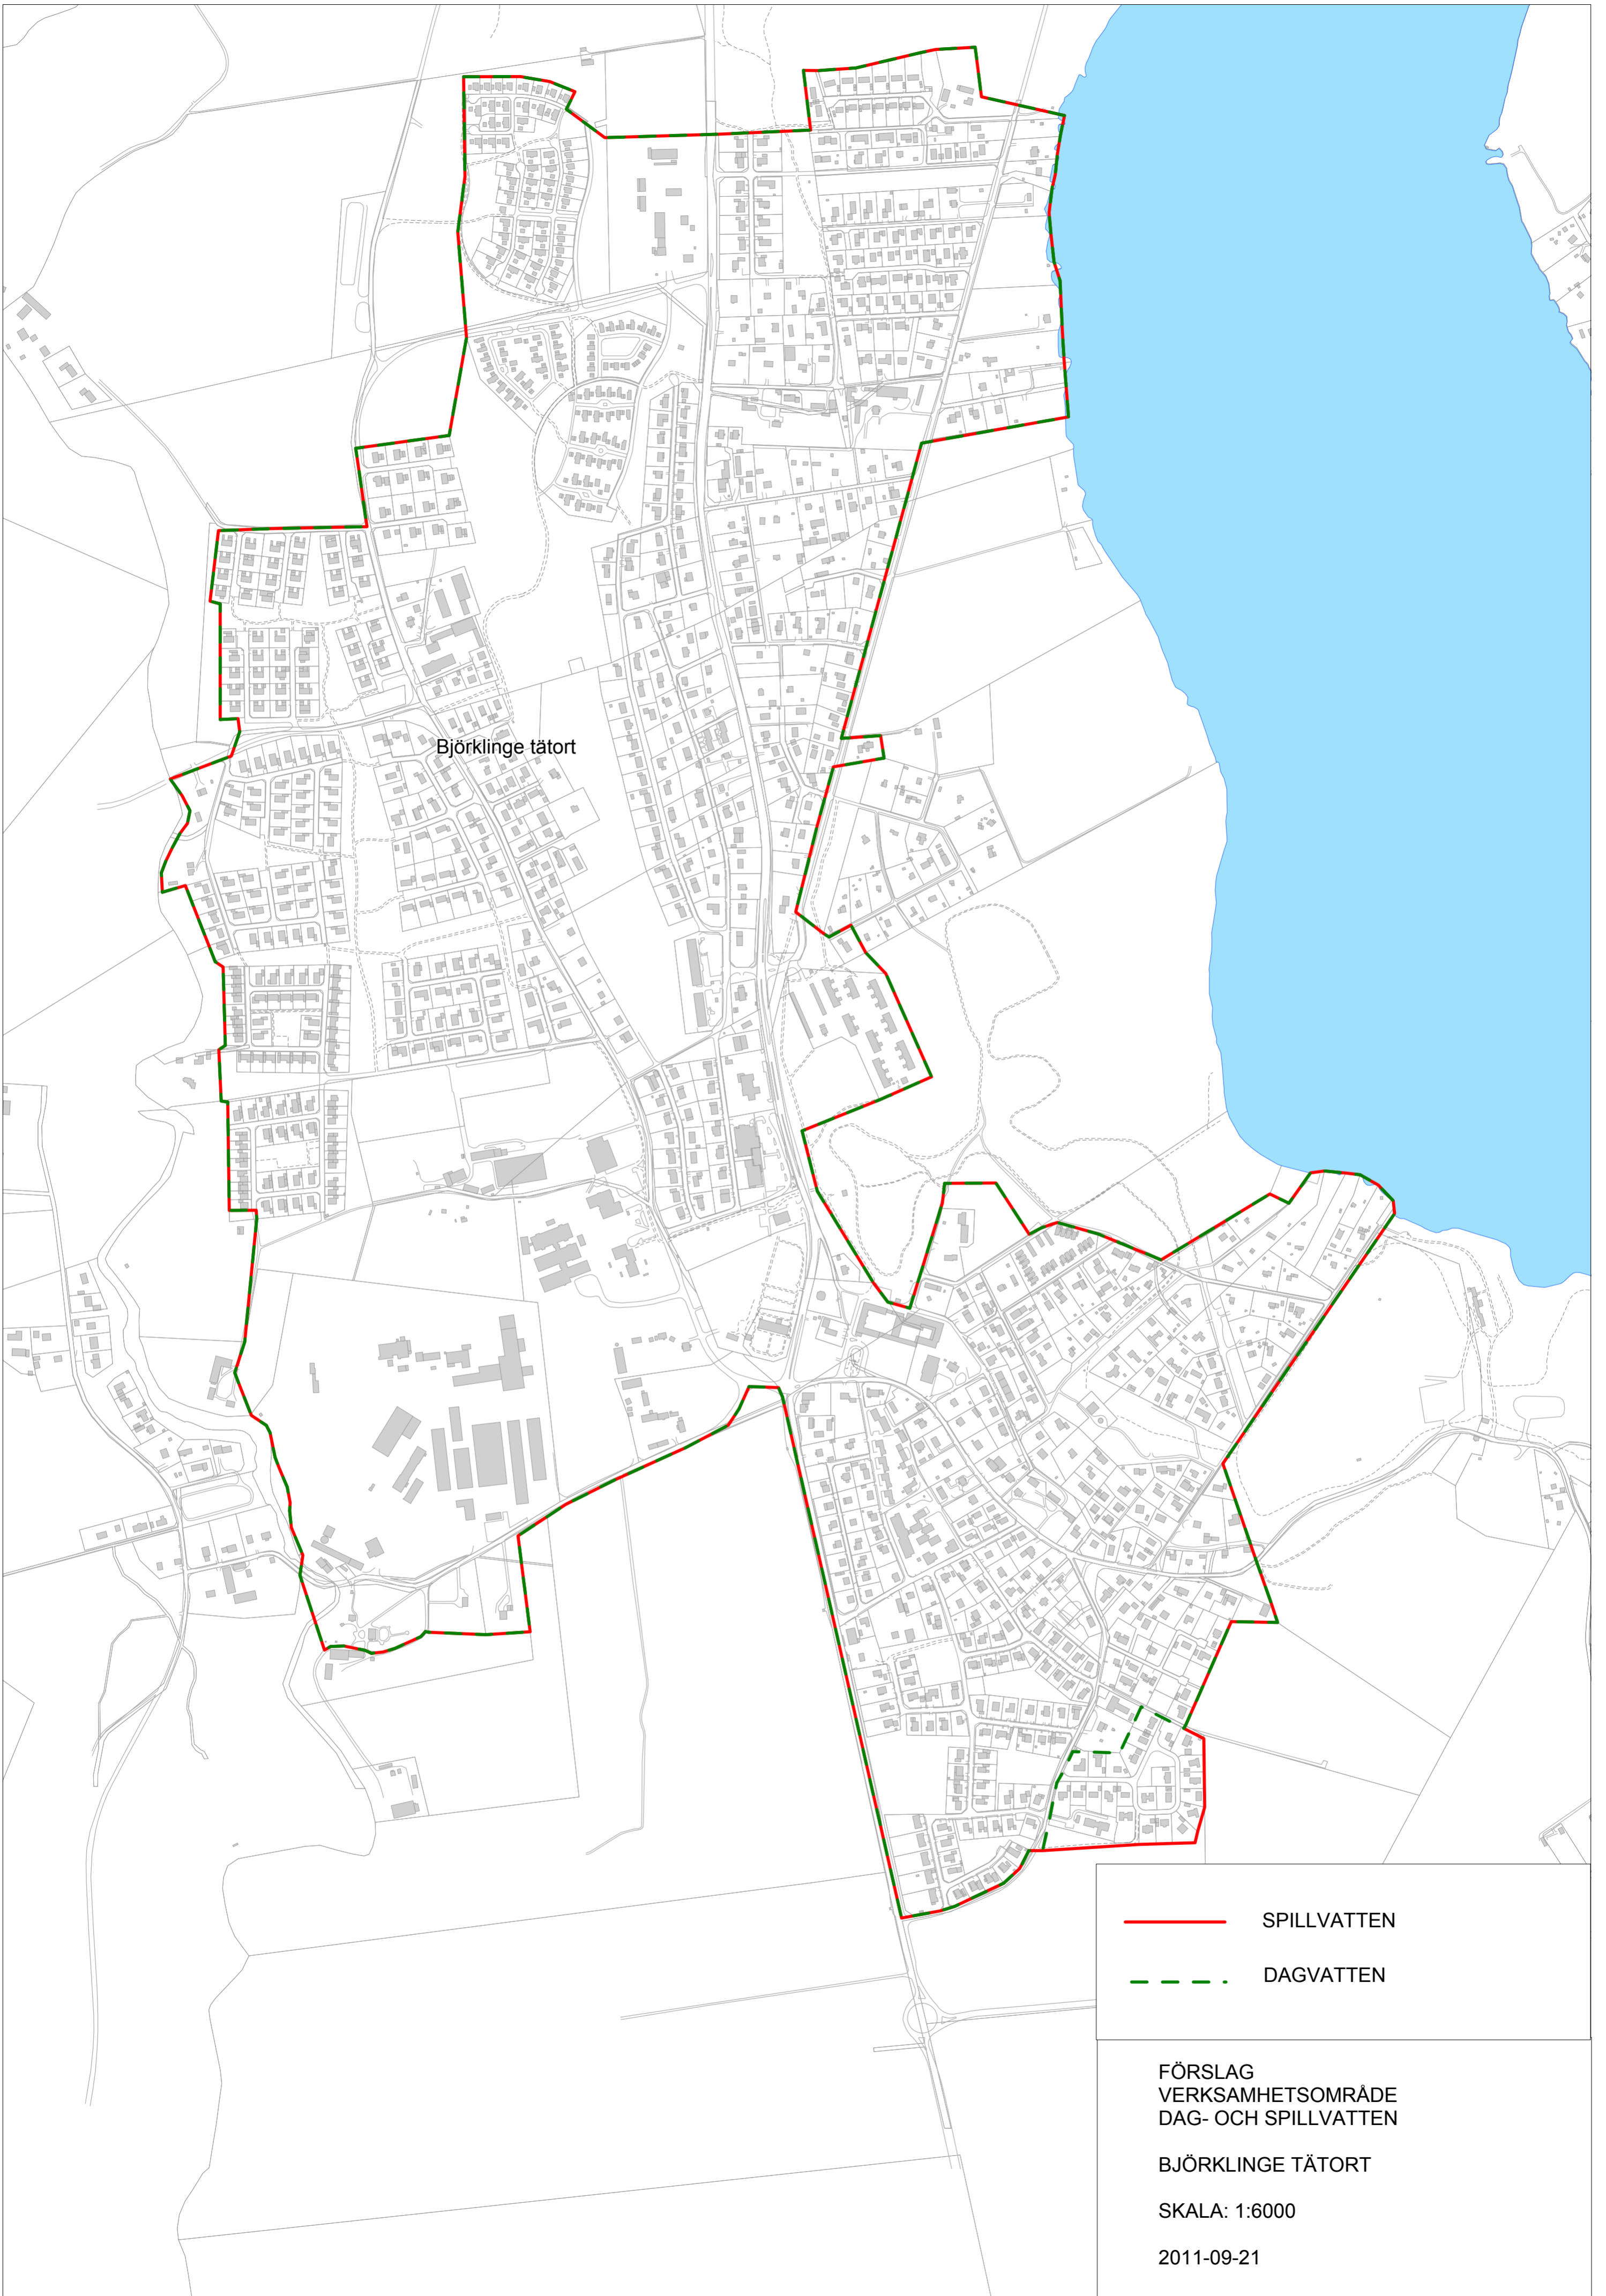 Björklinge tätort
SPILLVATTEN
DAGVATTEN
FÖRSLAG
VERKSAMHETSOMRÅDE
DAG- OCH SPILLVATTEN
BJÖRKLINGE TÄTORT
SKALA: 1:6000
2011-09-21